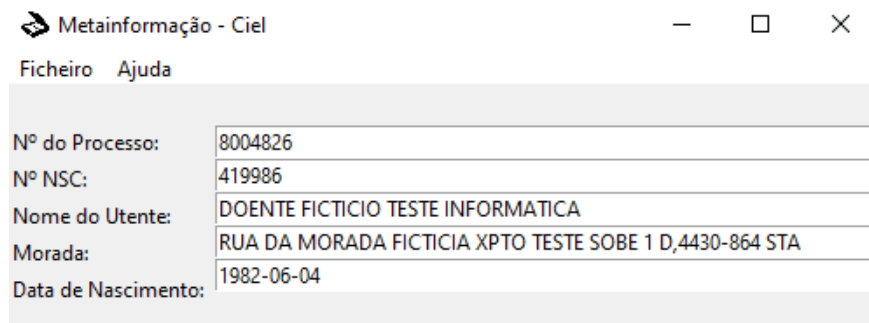 Metainformação - Ciel
Ficheiro Ajuda
Nº do Processo: 8004826
Nº NSC: 419986
Nome do Utente: DOENTE FICTICIO TESTE INFORMATICA
Morada: RUA DA MORADA FICTICIA XPTO TESTE SOBE 1 D,4430-864 STA
Data de Nascimento: 1982-06-04